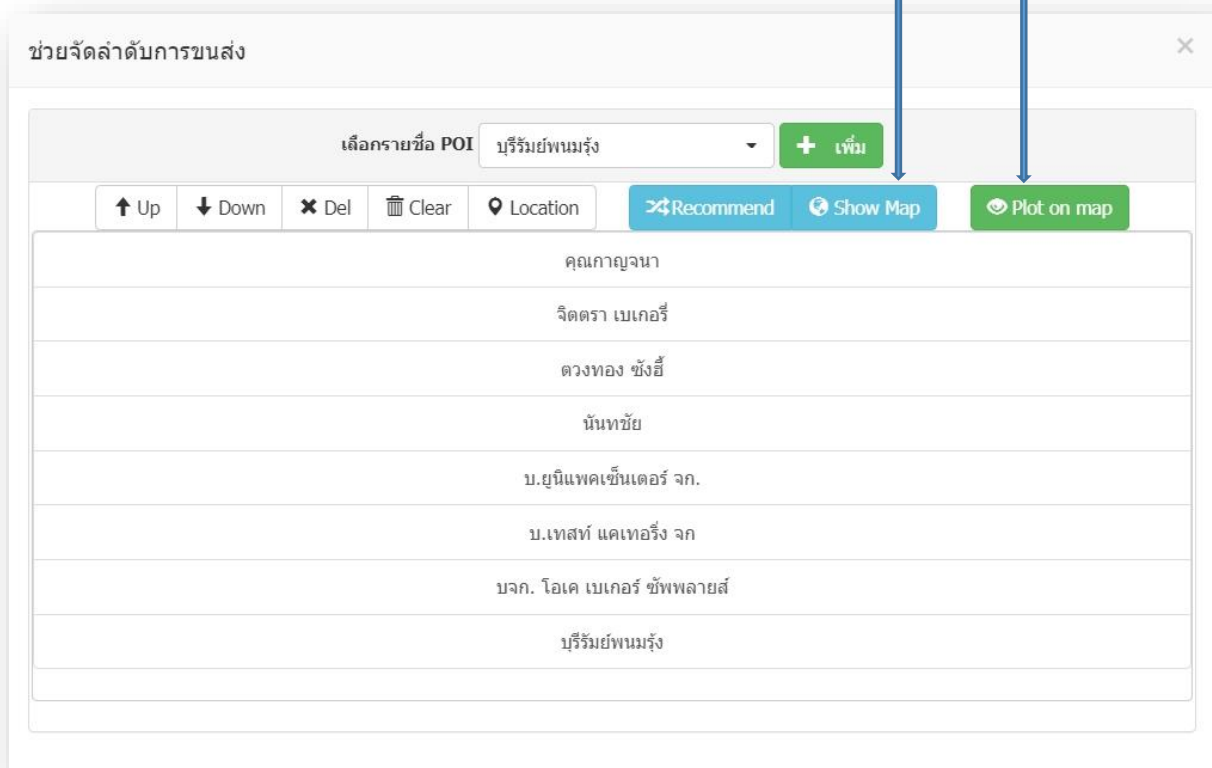 ช่วยจัดลำดับการขนส่ง ×
เลือกรายชื่อ POI บุรีรัมย์พนมรุ้ง + เพิ่ม
Up Down Del Clear Location Recommend Show Map Plot on map
คุณกาญจนา
จิตตรา เบเกอรี่
ตวงทอง ซังฮี้
นันทชัย
บ.ยูนิแพคเซ็นเตอร์ จก.
บ.เทสท์ แคเทอริ่ง จก
บจก. โอเค เบเกอร์ ซัพพลายส์
บุรีรัมย์พนมรุ้ง